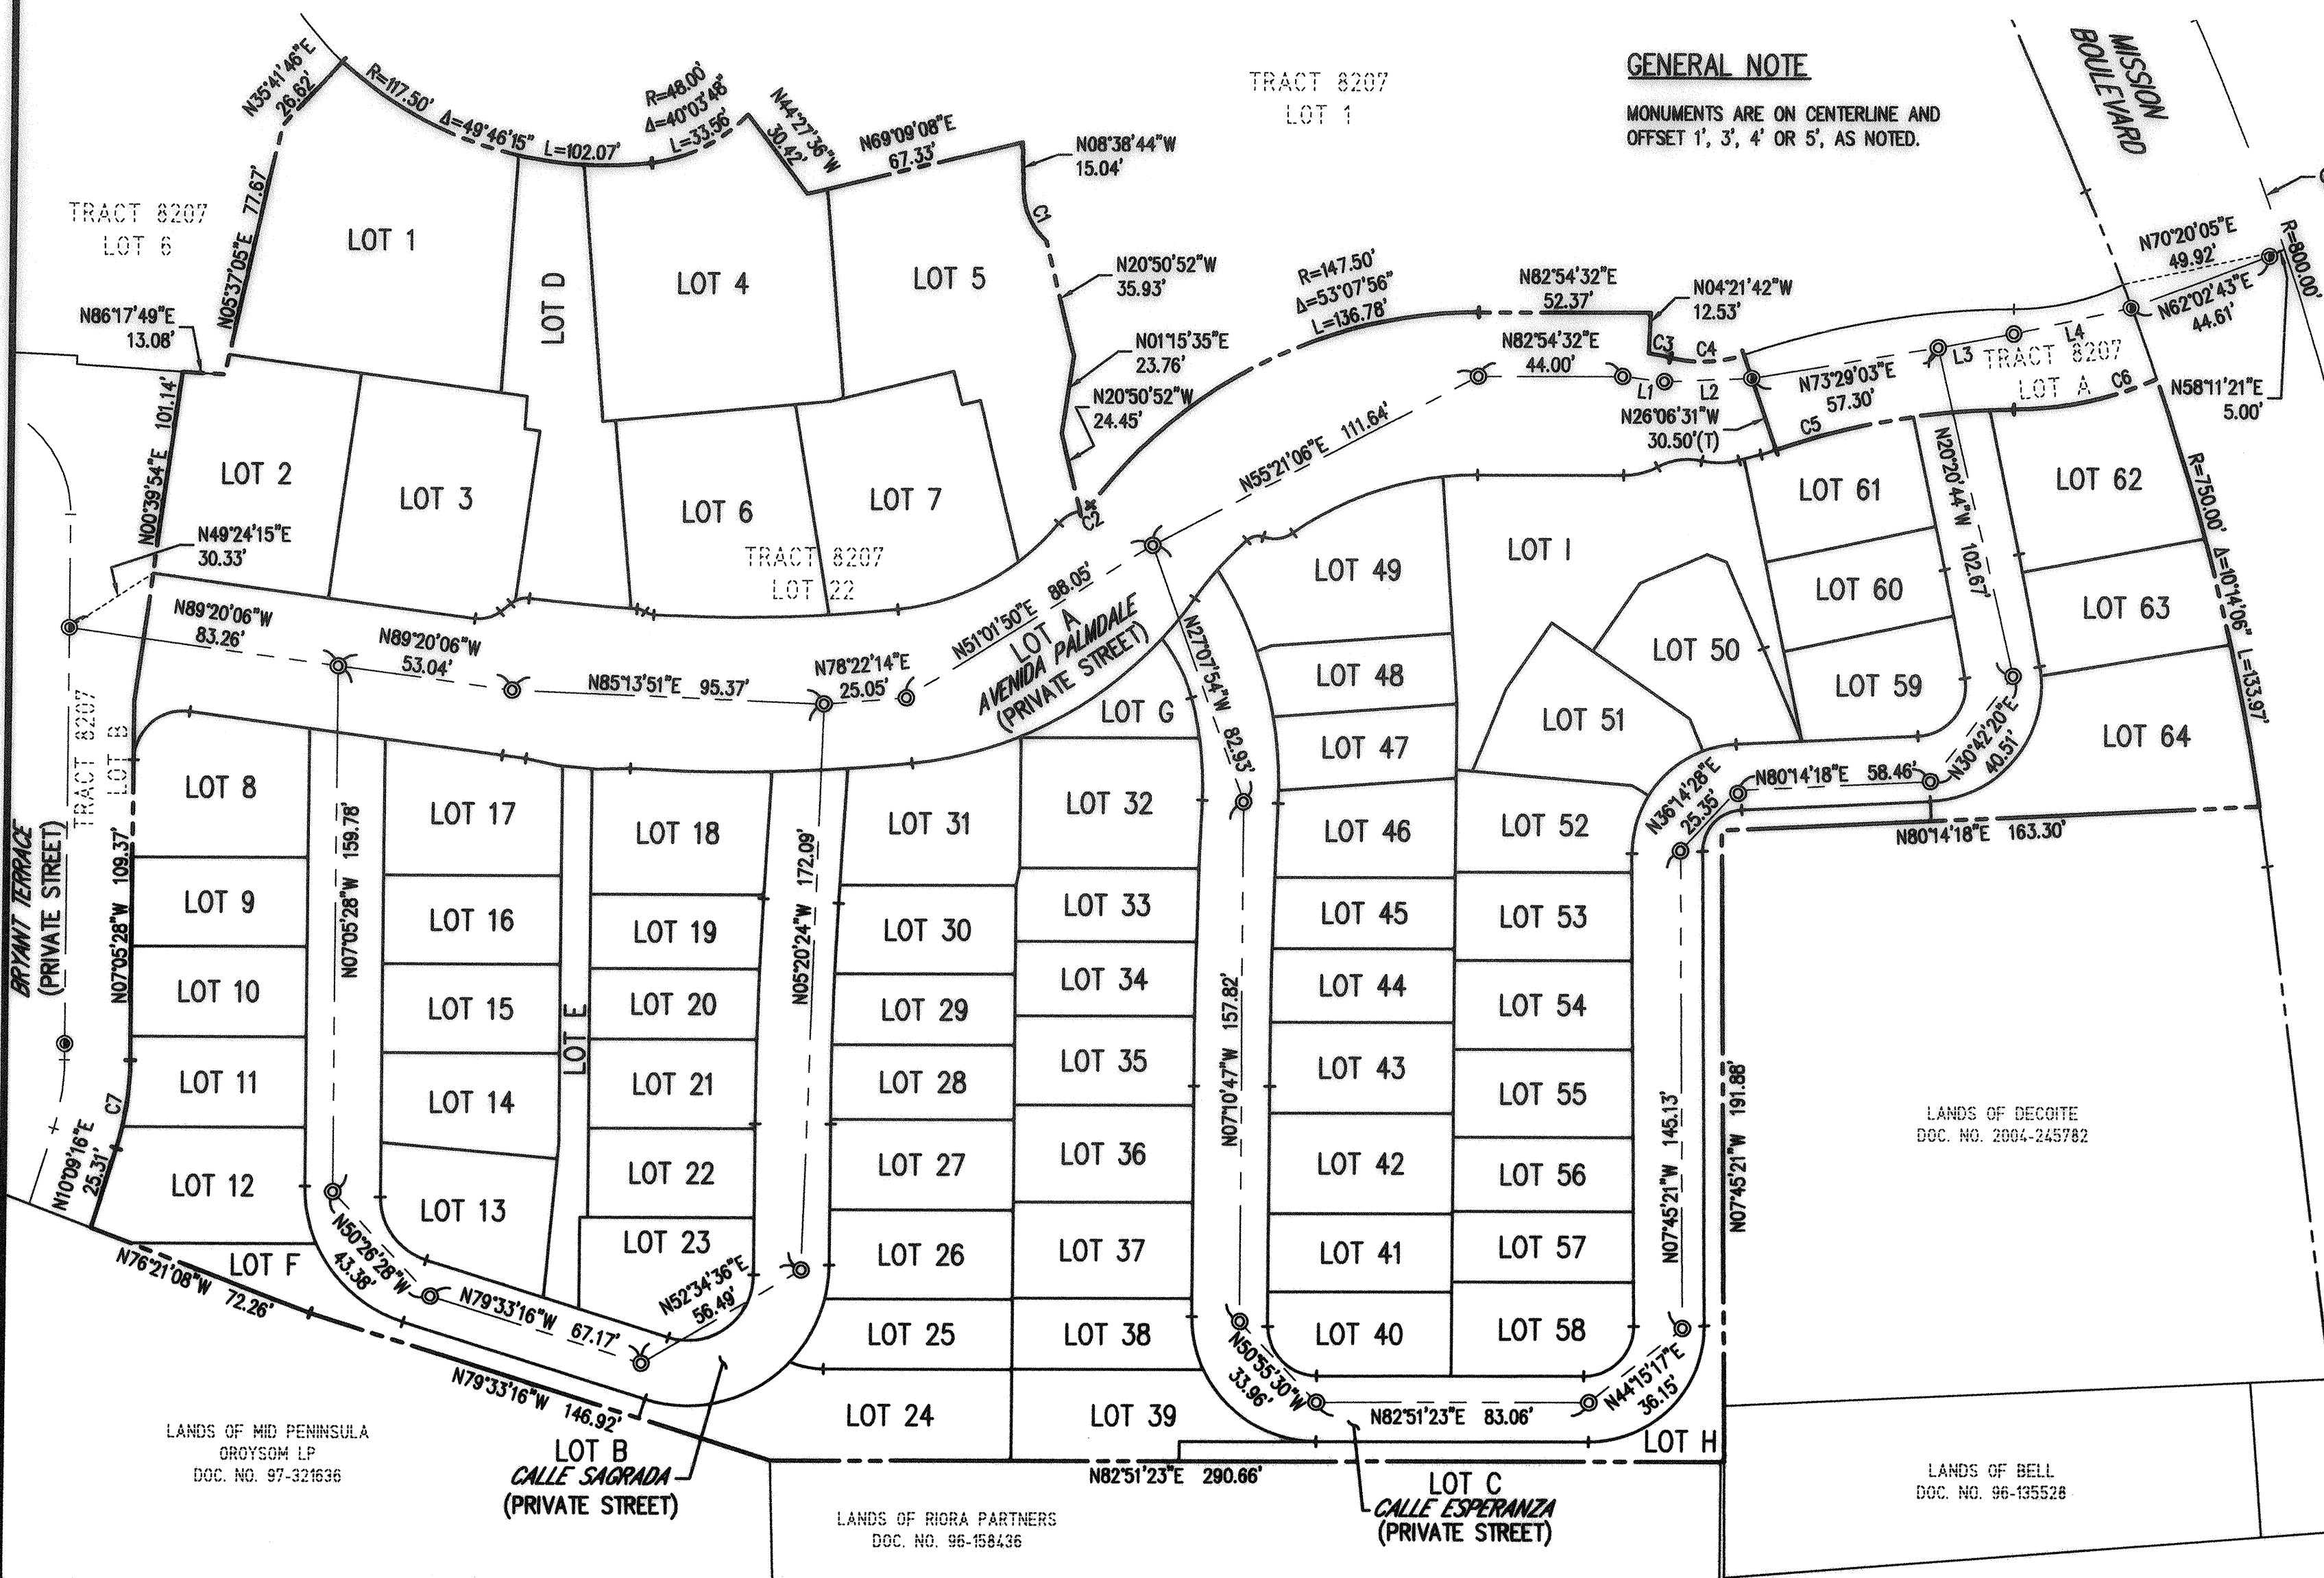 GENERAL NOTE
MONUMENTS ARE ON CENTERLINE AND
OFFSET 1', 3', 4' OR 5', AS NOTED.
MISSION
BOULEVARD
TRACT 8207
LOT 1
TRACT 8207
LOT 6
N35°41'46"E
26.62'
R=117.50'
Δ=49°46'15"
L=102.07'
R=48.00'
Δ=40°03'48"
L=33.56'
N44°27'36"W
30.42'
N69°09'08"E
67.33'
N08°38'44"W
15.04'
C1
N20°50'52"W
35.93'
N01°15'35"E
23.76'
N20°50'52"W
24.45'
C2
R=147.50'
Δ=53°07'56"
L=136.78'
N82°54'32"E
52.37'
N04°21'42"W
12.53'
C3
C4
N82°54'32"E
44.00'
L1
L2
N73°29'03"E
57.30'
L3
L4
TRACT 8207
LOT A
C6
C5
N26°06'31"W
30.50'(T)
N70°20'05"E
49.92'
N62°02'43"E
44.61'
R=800.00'
N58°11'21"E
5.00'
R=750.00'
Δ=10°14'06"
L=133.97'
N05°37'05"E 77.67'
N86°17'49"E
13.08'
N00°39'54"E 101.14'
N49°24'15"E
30.33'
LOT 1
LOT D
LOT 4
LOT 5
LOT 2
LOT 3
LOT 6
LOT 7
TRACT 8207
LOT 22
N89°20'06"W
83.26'
N89°20'06"W
53.04'
N85°13'51"E 95.37'
N78°22'14"E
25.05'
N51°01'50"E 88.05'
N55°21'06"E 111.64'
LOT A
AVENIDA PALMDALE
(PRIVATE STREET)
N27°07'54"W 82.93'
TRACT 8207
LOT B
BRYANT TERRACE
(PRIVATE STREET)
N07°05'28"W 109.37'
C7
N10°09'16"E
25.31'
LOT 8
LOT 9
LOT 10
LOT 11
LOT 12
LOT F
N07°05'28"W 159.78'
LOT 17
LOT 16
LOT 15
LOT 14
LOT 13
LOT E
LOT 18
LOT 19
LOT 20
LOT 21
LOT 22
LOT 23
N05°20'24"W 172.09'
LOT 31
LOT 30
LOT 29
LOT 28
LOT 27
LOT 26
LOT 25
LOT 24
LOT G
LOT 32
LOT 33
LOT 34
LOT 35
LOT 36
LOT 37
LOT 38
LOT 39
N07°10'47"W 157.82'
LOT 49
LOT 48
LOT 47
LOT 46
LOT 45
LOT 44
LOT 43
LOT 42
LOT 41
LOT 40
LOT I
LOT 50
LOT 51
LOT 52
LOT 53
LOT 54
LOT 55
LOT 56
LOT 57
LOT 58
LOT 61
LOT 60
LOT 59
LOT 62
LOT 63
LOT 64
N20°20'44"W 102.67'
N30°42'20"E
40.51'
N80°14'18"E 58.46'
N36°14'28"E
25.35'
N80°14'18"E 163.30'
N07°45'21"W 145.13'
N07°45'21"W 191.88'
N44°15'17"E
36.15'
N82°51'23"E 83.06'
N50°55'30"W
33.96'
LOT H
N50°26'28"W
43.38'
N79°33'16"W 67.17'
N52°34'36"E
56.49'
N76°21'08"W 72.26'
N79°33'16"W 146.92'
N82°51'23"E 290.66'
LOT B
CALLE SAGRADA
(PRIVATE STREET)
LOT C
CALLE ESPERANZA
(PRIVATE STREET)
LANDS OF MID PENINSULA
OROYSOM LP
DOC. NO. 97-321636
LANDS OF RIORA PARTNERS
DOC. NO. 96-158436
LANDS OF DECOITE
DOC. NO. 2004-245782
LANDS OF BELL
DOC. NO. 96-135528